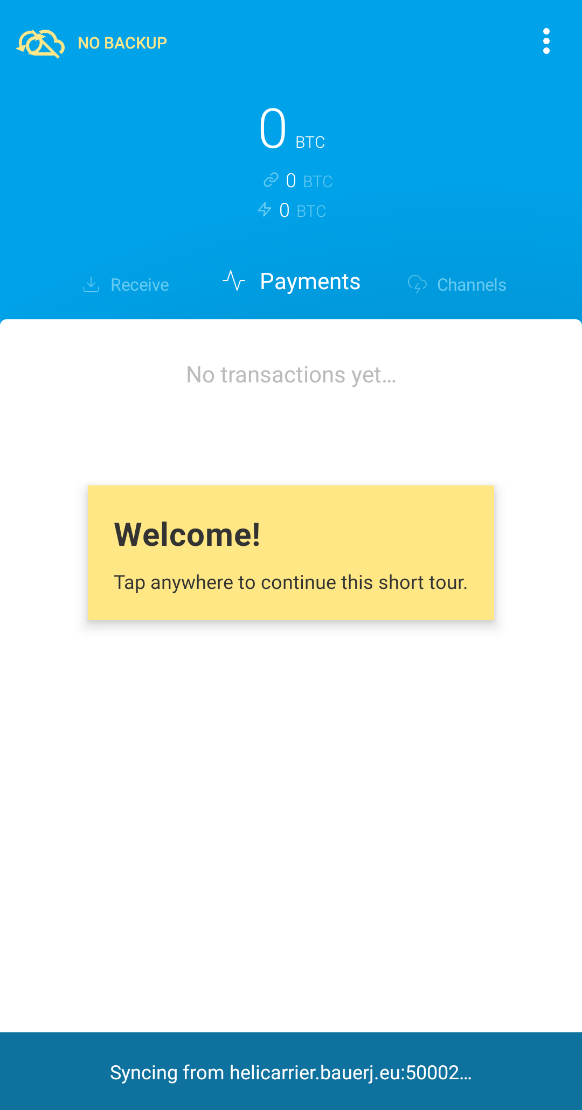 NO BACKUP
0 BTC
0 BTC
0 BTC
Receive
Payments
Channels
No transactions yet…
Welcome!
Tap anywhere to continue this short tour.
Syncing from helicarrier.bauerj.eu:50002…